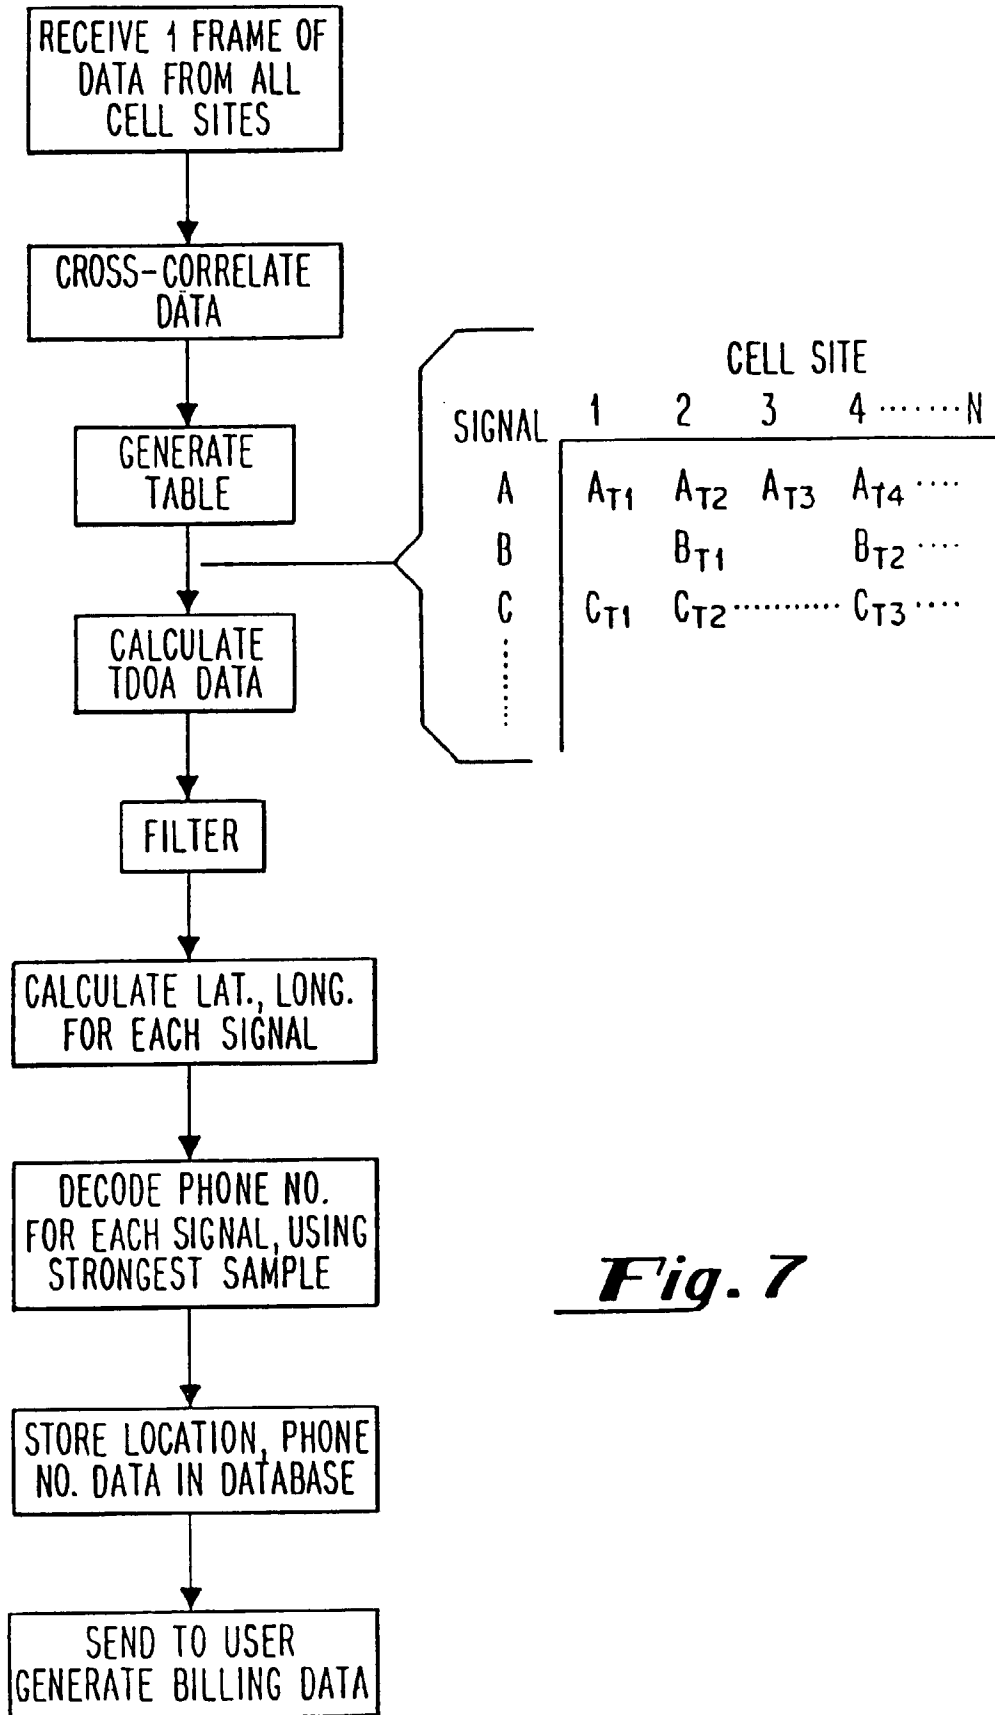 RECEIVE 1 FRAME OF
DATA FROM ALL
CELL SITES
CROSS-CORRELATE
DATA
GENERATE
TABLE
CELL SITE
SIGNAL 1 2 3 4 ······· N
A AT1 AT2 AT3 AT4 ····
B BT1 BT2 ····
C CT1 CT2 ··········· CT3 ····
CALCULATE
TDOA DATA
FILTER
CALCULATE LAT., LONG.
FOR EACH SIGNAL
DECODE PHONE NO.
FOR EACH SIGNAL, USING
STRONGEST SAMPLE
STORE LOCATION, PHONE
NO. DATA IN DATABASE
SEND TO USER
GENERATE BILLING DATA
Fig. 7